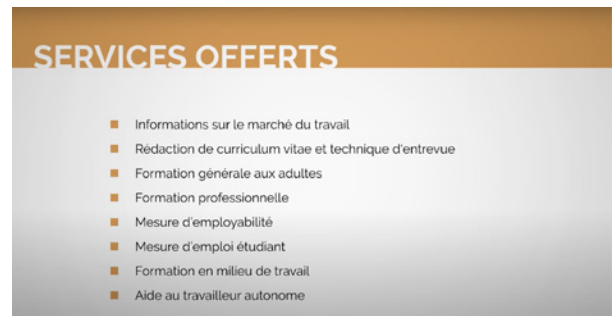 SERVICES OFFERTS
Informations sur le marché du travail
Rédaction de curriculum vitae et technique d'entrevue
Formation générale aux adultes
Formation professionnelle
Mesure d'employabilité
Mesure d'emploi étudiant
Formation en milieu de travail
Aide au travailleur autonome